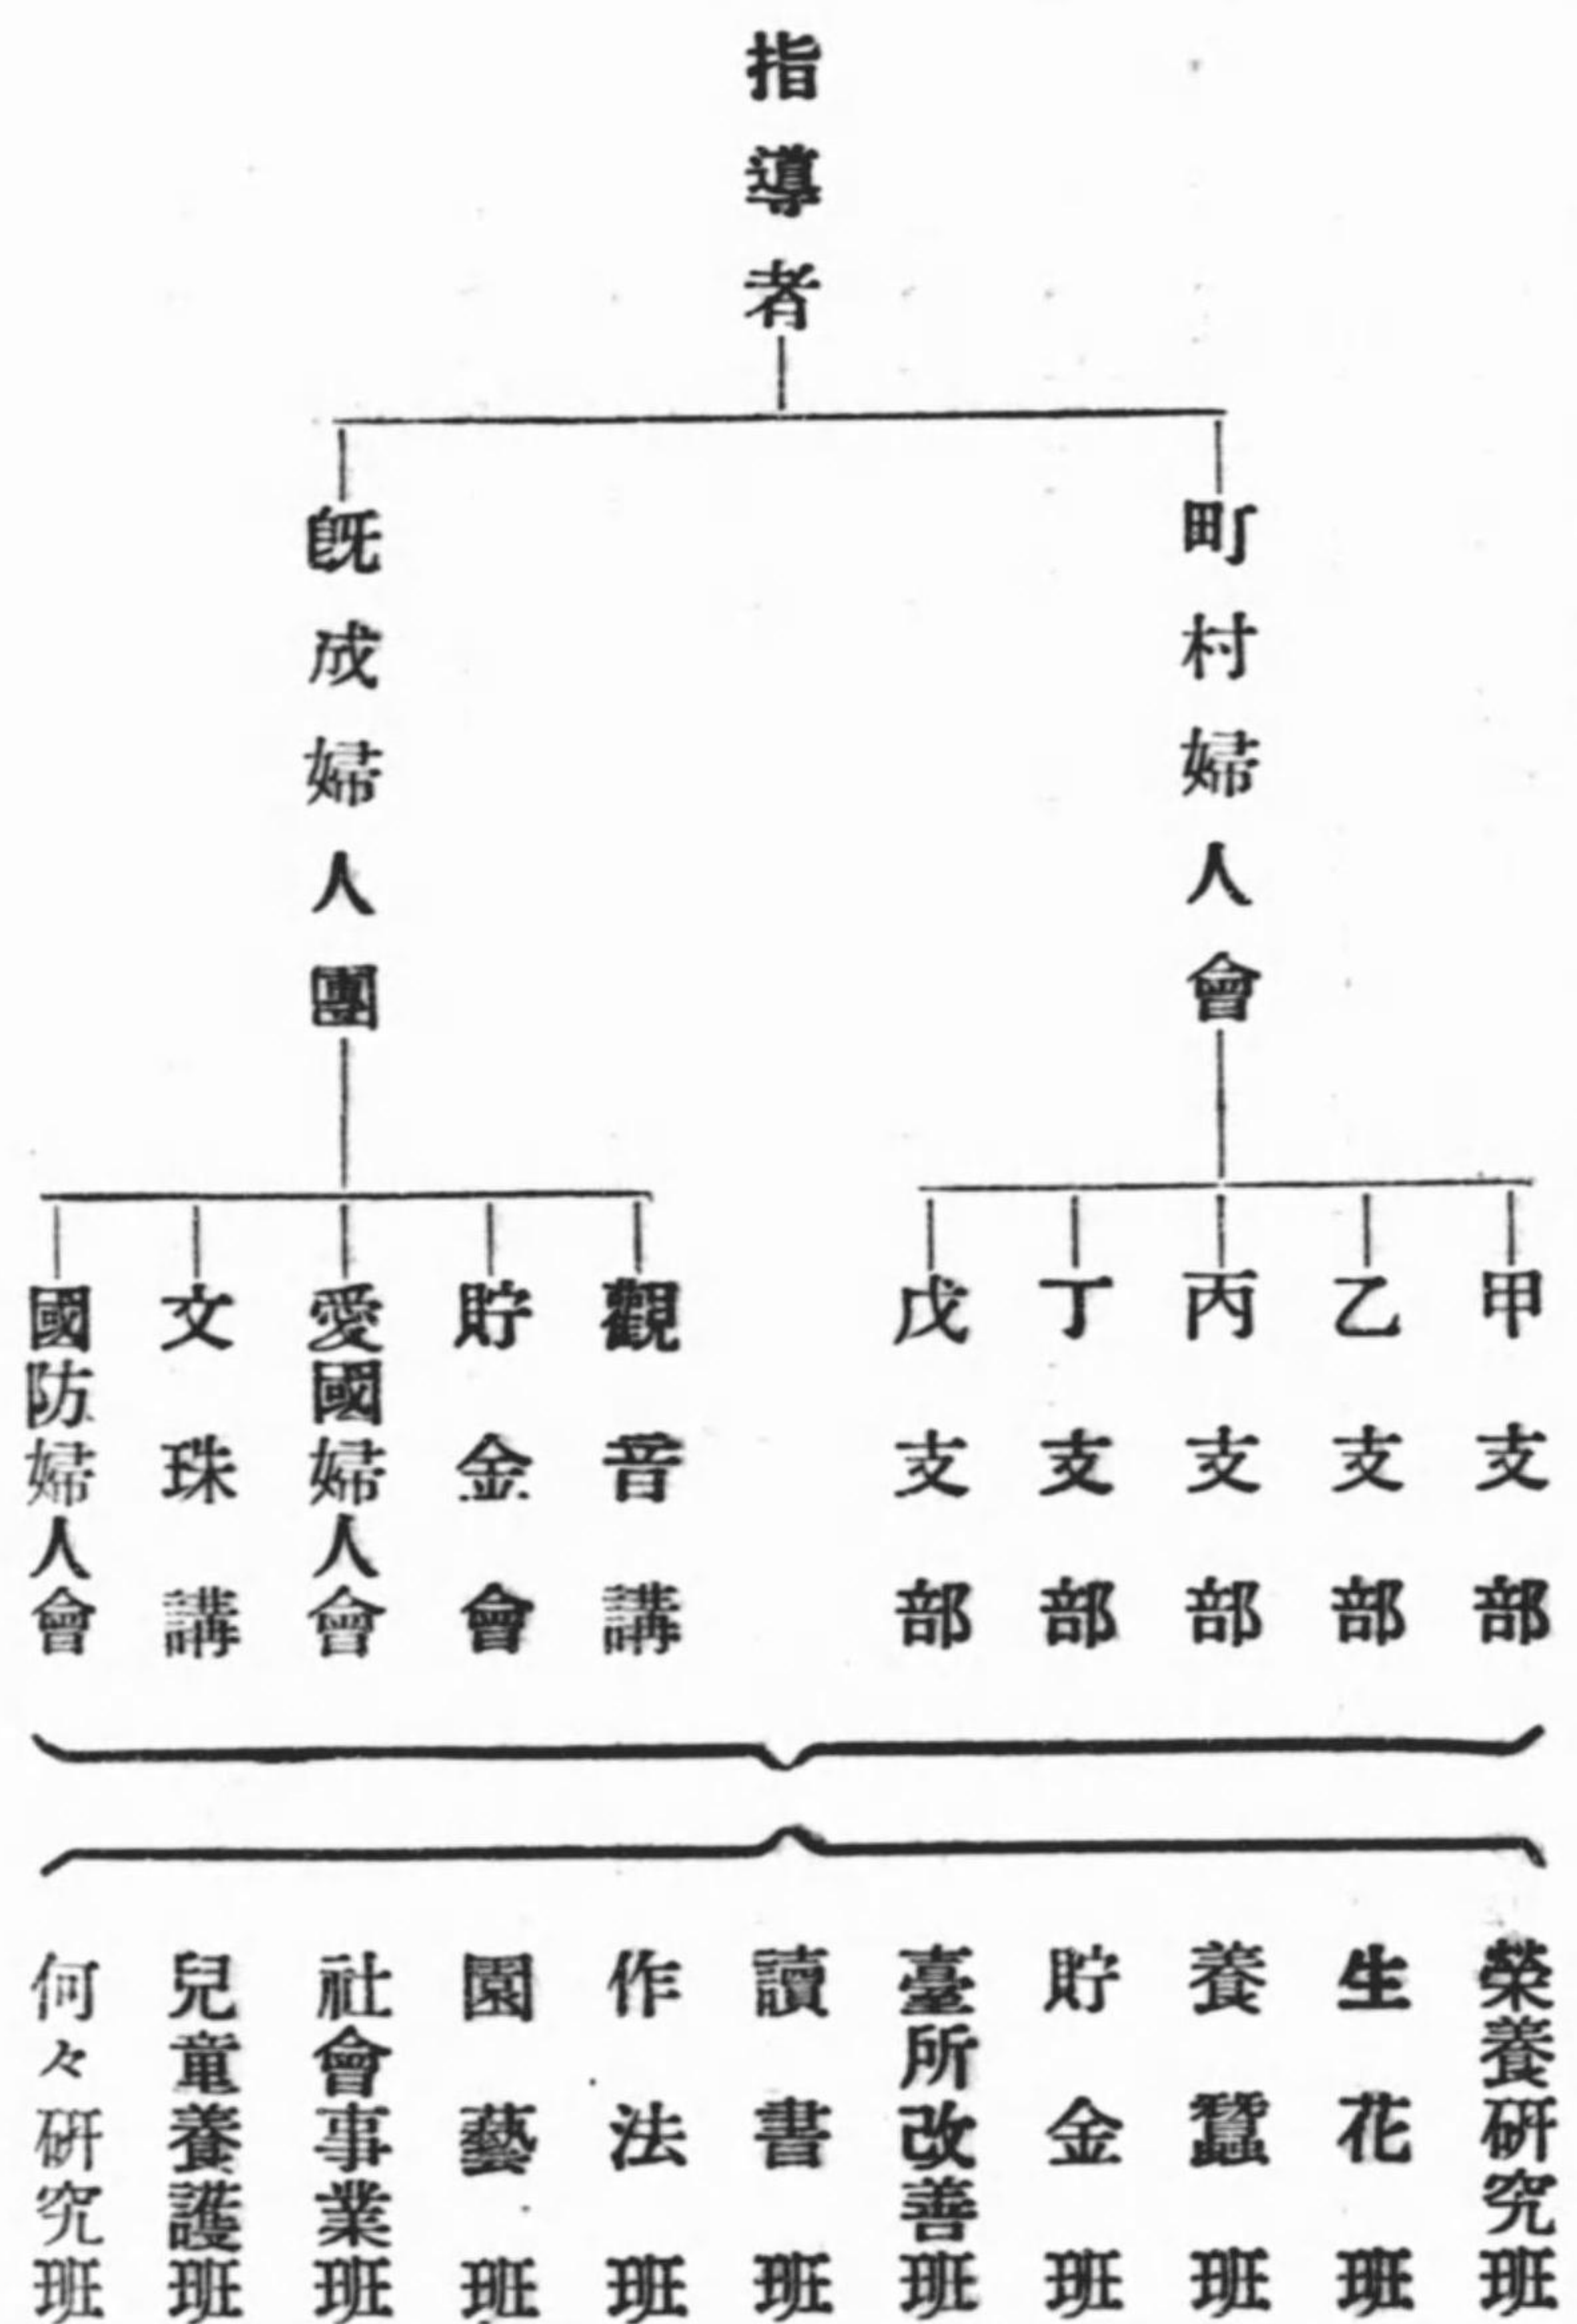 指導者
町村婦人會
既成婦人團
甲支部
乙支部
丙支部
丁支部
戊支部
觀音講
貯金會
愛國婦人會
文珠講
國防婦人會
榮養研究班
生花班
養蠶班
貯金班
臺所改善班
讀書班
作法班
園藝班
社會事業班
兒童養護班
何々研究班